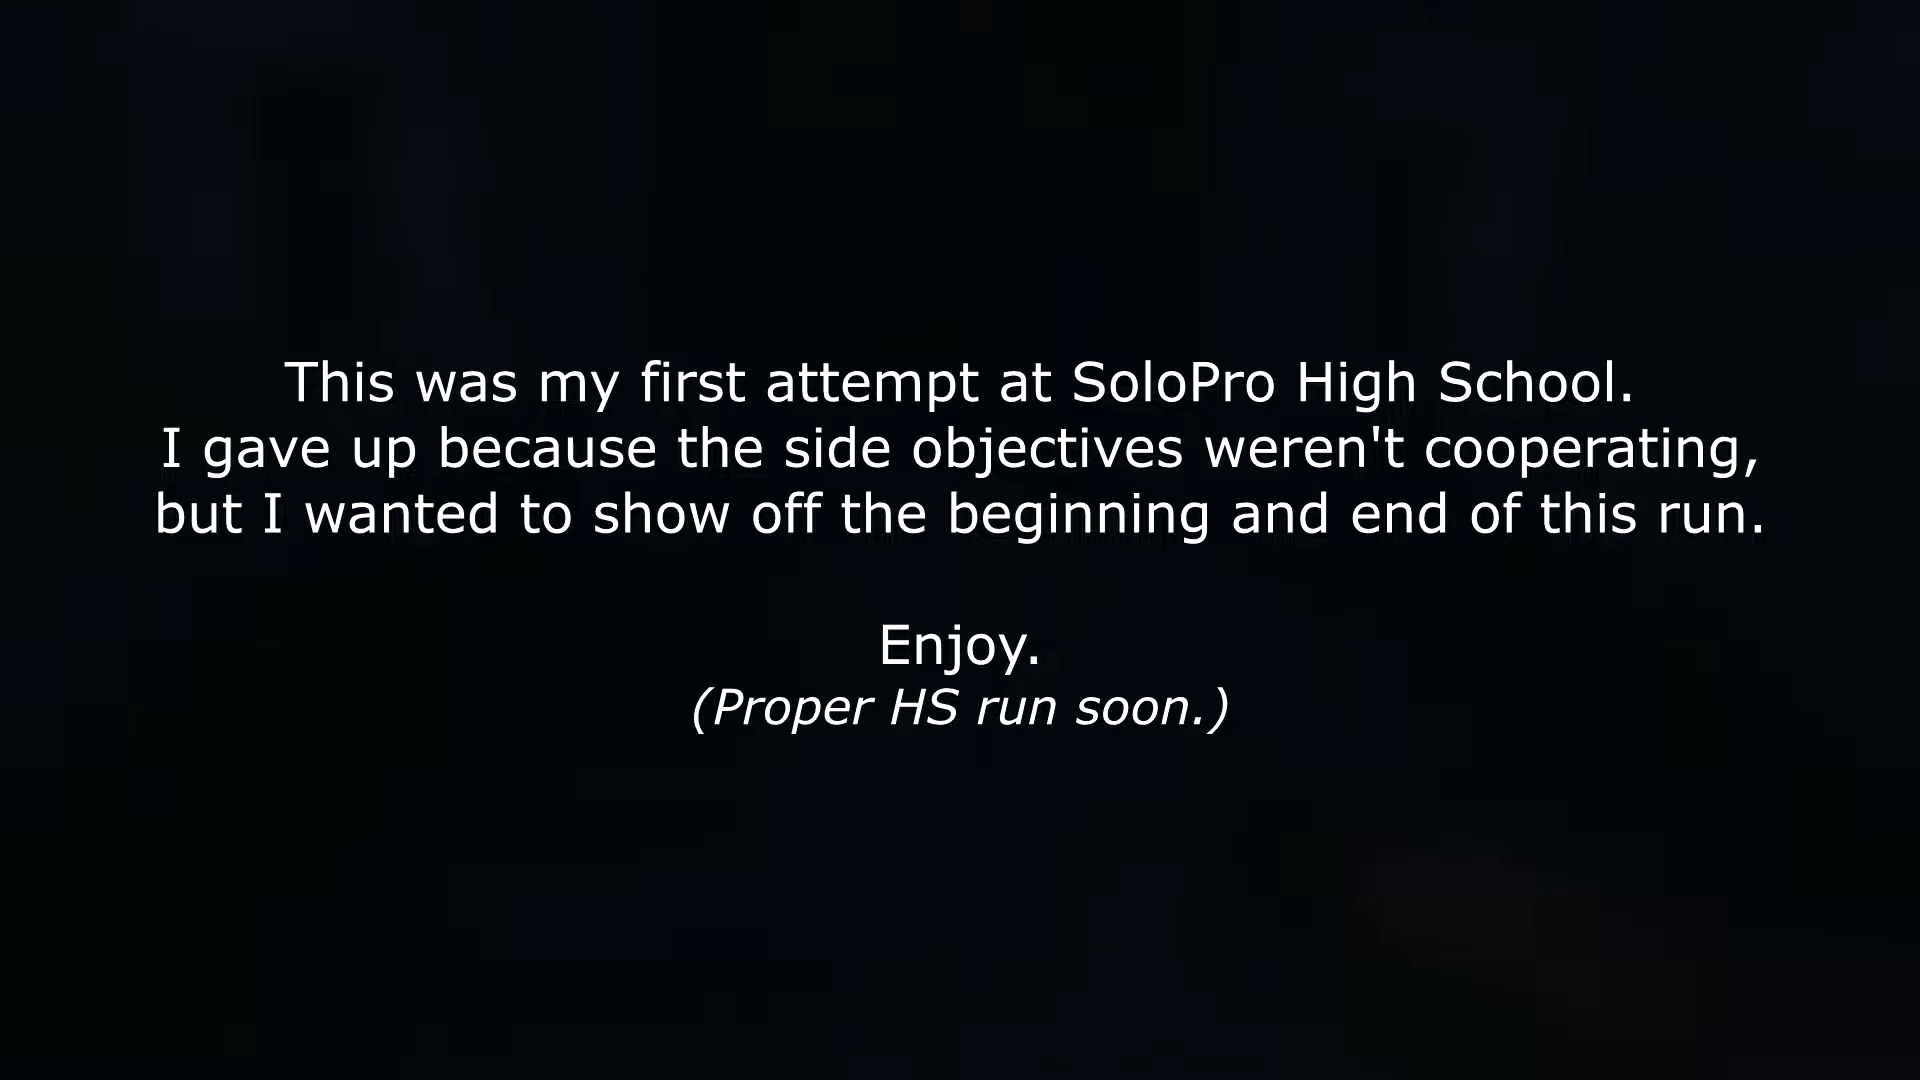 This was my first attempt at SoloPro High School.
I gave up because the side objectives weren't cooperating,
but I wanted to show off the beginning and end of this run.
Enjoy.
(Proper HS run soon.)